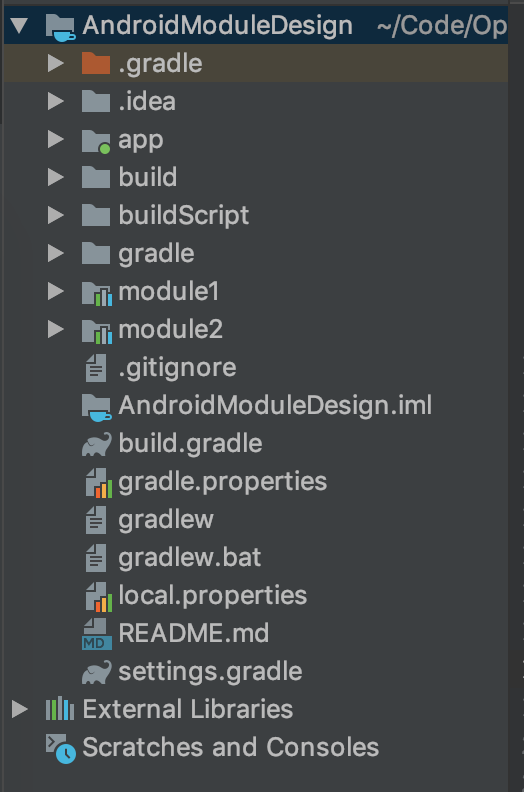 AndroidModuleDesign ~/Code/Op
.gradle
.idea
app
build
buildScript
gradle
module1
module2
.gitignore
AndroidModuleDesign.iml
build.gradle
gradle.properties
gradlew
gradlew.bat
local.properties
MD README.md
settings.gradle
External Libraries
Scratches and Consoles